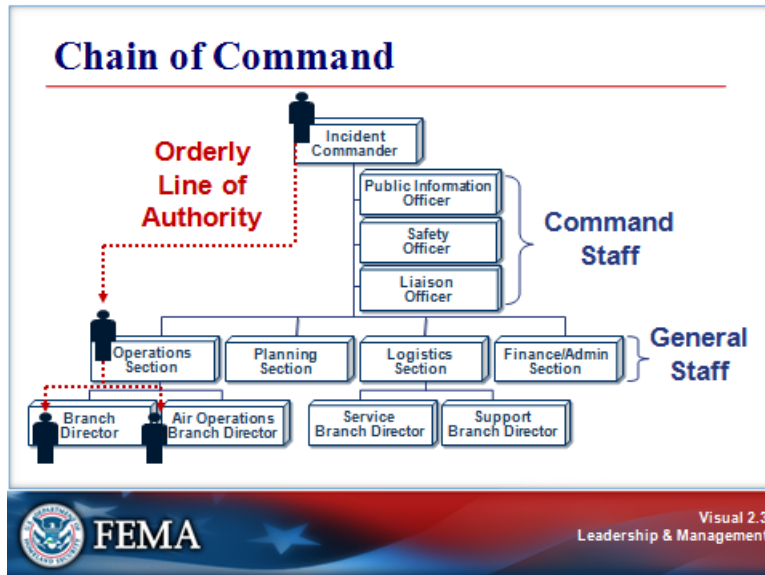 Chain of Command
Incident
Commander
Orderly
Line of
Authority
Public Information
Officer
Safety
Officer
Liaison
Officer
Command
Staff
Operations
Section
Planning
Section
Logistics
Section
Finance/Admin
Section
General
Staff
Branch
Director
Air Operations
Branch Director
Service
Branch Director
Support
Branch Director
FEMA
Visual 2.3
Leadership & Management